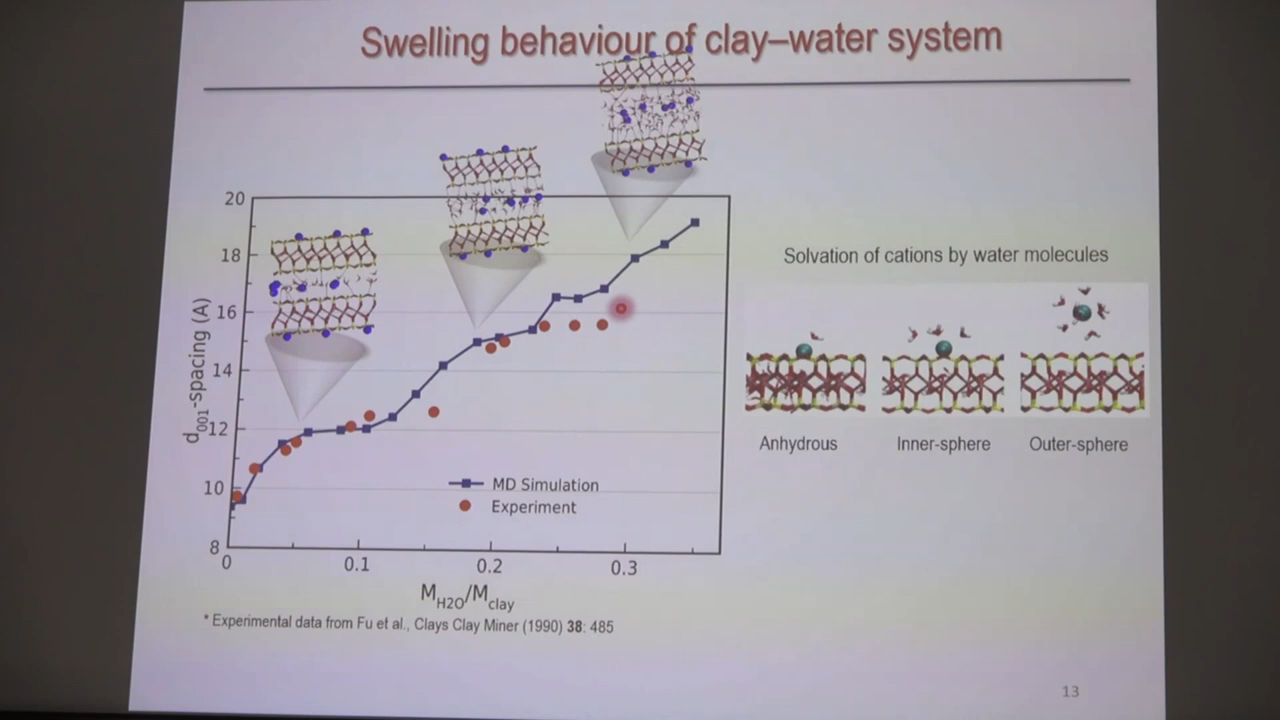 Swelling behaviour of clay–water system
20
18
16
14
12
10
8
d001-spacing (A)
0
0.1
0.2
0.3
MH2O/Mclay
MD Simulation
Experiment
* Experimental data from Fu et al., Clays Clay Miner (1990) 38: 485
Solvation of cations by water molecules
Anhydrous
Inner-sphere
Outer-sphere
13